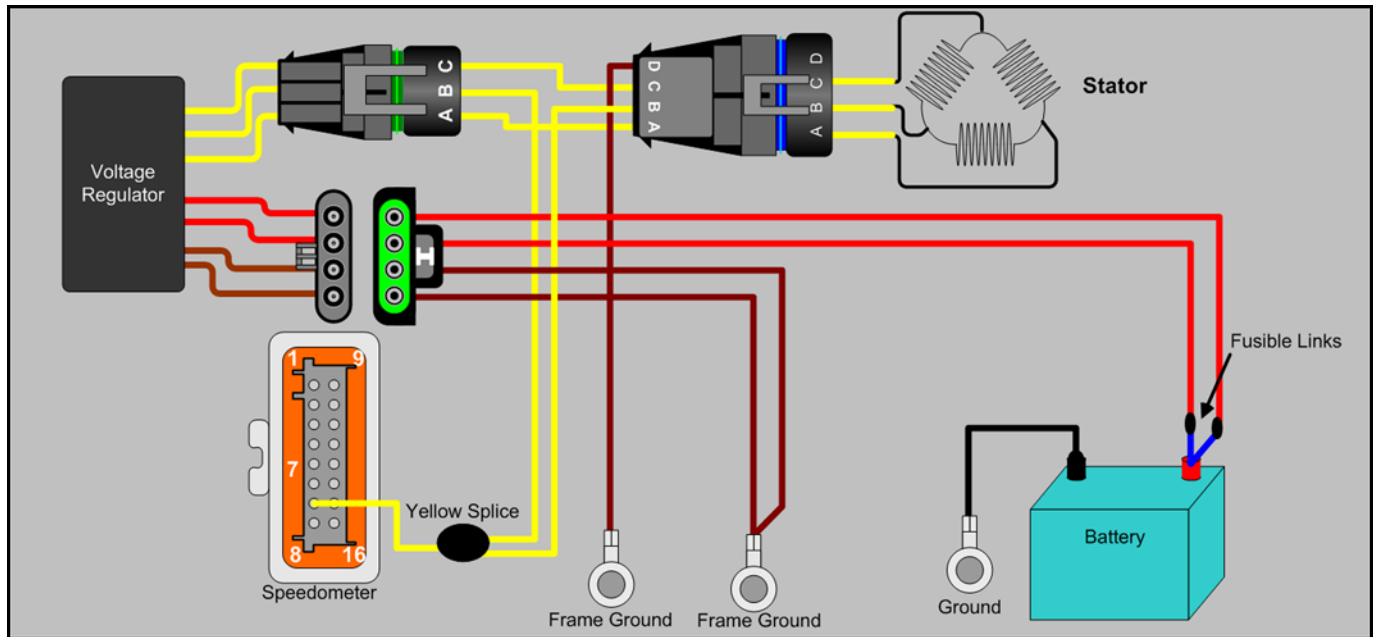 C
B
A
D
C
B
A
D
C
B
A
Stator
Voltage
Regulator
H
Fusible Links
1
9
7
Yellow Splice
Battery
8
16
Speedometer
Frame Ground
Frame Ground
Ground